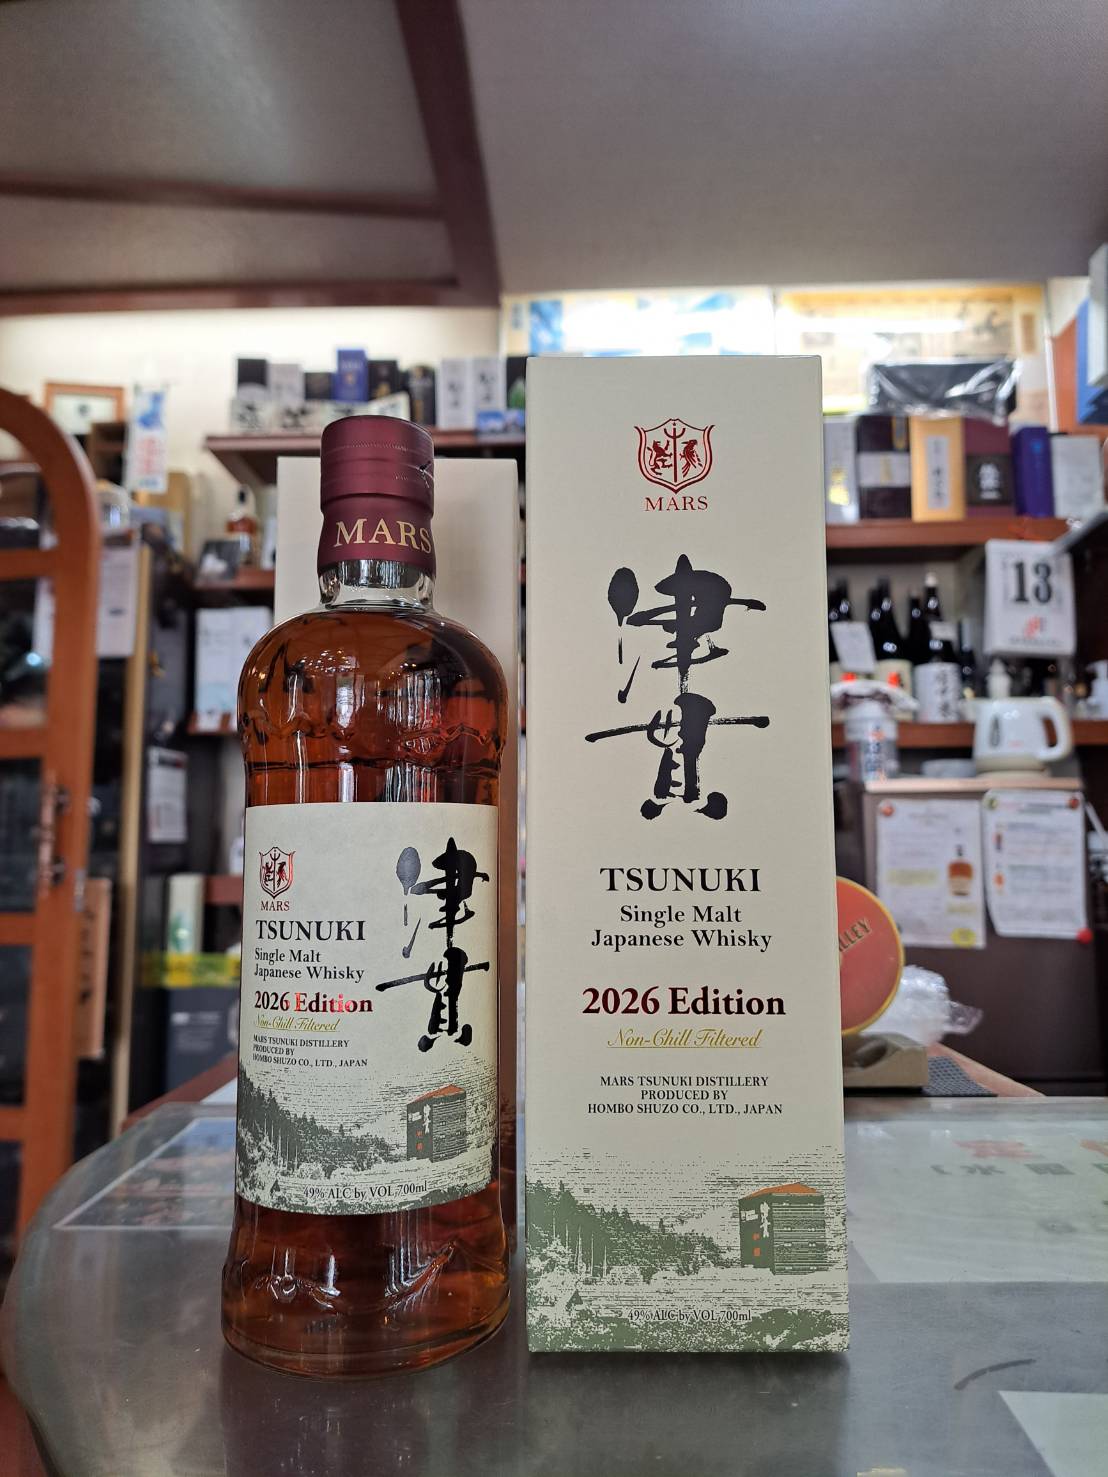 MARS
MARS
津貫
TSUNUKI
Single Malt
Japanese Whisky
2026 Edition
Non-Chill Filtered
MARS TSUNUKI DISTILLERY
PRODUCED BY
HOMBO SHUZO CO., LTD., JAPAN
49% ALC by VOL 700ml
MARS
津貫
TSUNUKI
Single Malt
Japanese Whisky
2026 Edition
Non-Chill Filtered
MARS TSUNUKI DISTILLERY
PRODUCED BY
HOMBO SHUZO CO., LTD., JAPAN
49% ALC by VOL 700ml
13